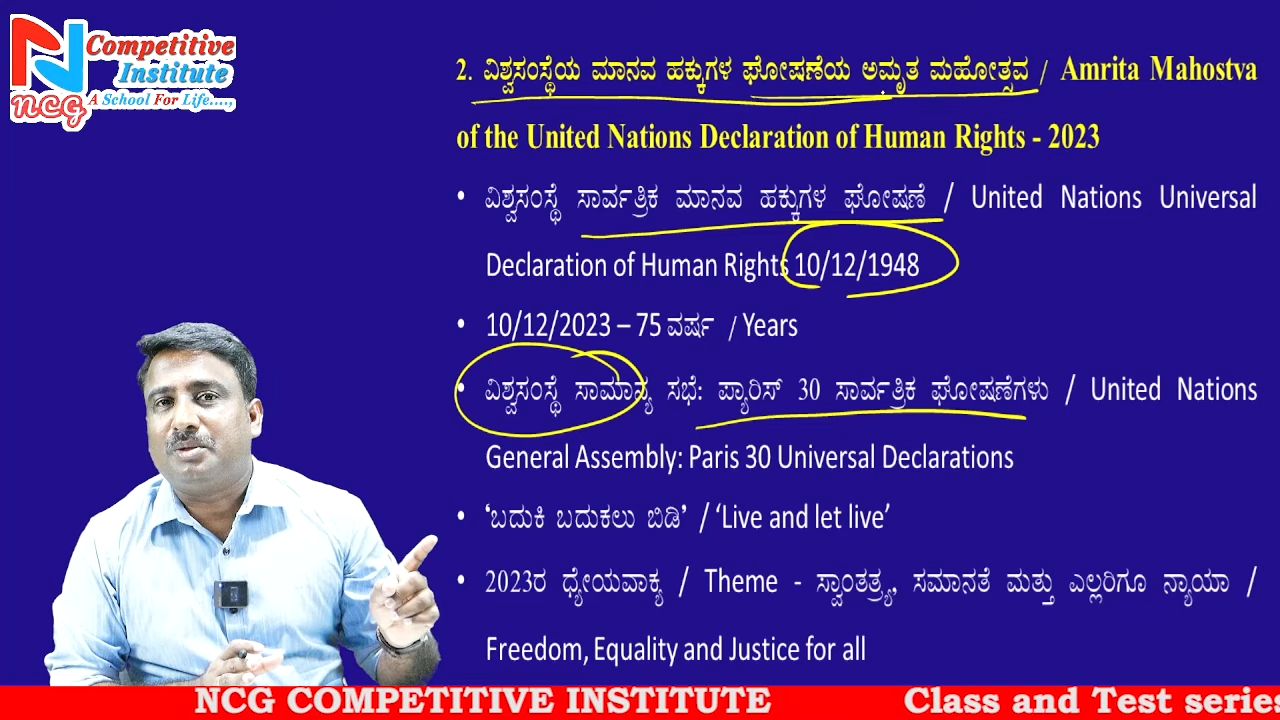 Competitive
Institute
NCG A School For Life....,
2. ವಿಶ್ವಸಂಸ್ಥೆಯ ಮಾನವ ಹಕ್ಕುಗಳ ಘೋಷಣೆಯ ಅಮೃತ ಮಹೋತ್ಸವ / Amrita Mahostva
of the United Nations Declaration of Human Rights - 2023
• ವಿಶ್ವಸಂಸ್ಥೆ ಸಾರ್ವತ್ರಿಕ ಮಾನವ ಹಕ್ಕುಗಳ ಘೋಷಣೆ / United Nations Universal
Declaration of Human Rights 10/12/1948
• 10/12/2023 – 75 ವರ್ಷ / Years
• ವಿಶ್ವಸಂಸ್ಥೆ ಸಾಮಾನ್ಯ ಸಭೆ: ಪ್ಯಾರಿಸ್ 30 ಸಾರ್ವತ್ರಿಕ ಘೋಷಣೆಗಳು / United Nations
General Assembly: Paris 30 Universal Declarations
• ‘ಬದುಕಿ ಬದುಕಲು ಬಿಡಿ’ / ‘Live and let live’
• 2023ರ ಧ್ಯೇಯವಾಕ್ಯ / Theme - ಸ್ವಾಂತತ್ರ್ಯ, ಸಮಾನತೆ ಮತ್ತು ಎಲ್ಲರಿಗೂ ನ್ಯಾಯಾ /
Freedom, Equality and Justice for all
NCG COMPETITIVE INSTITUTE Class and Test series